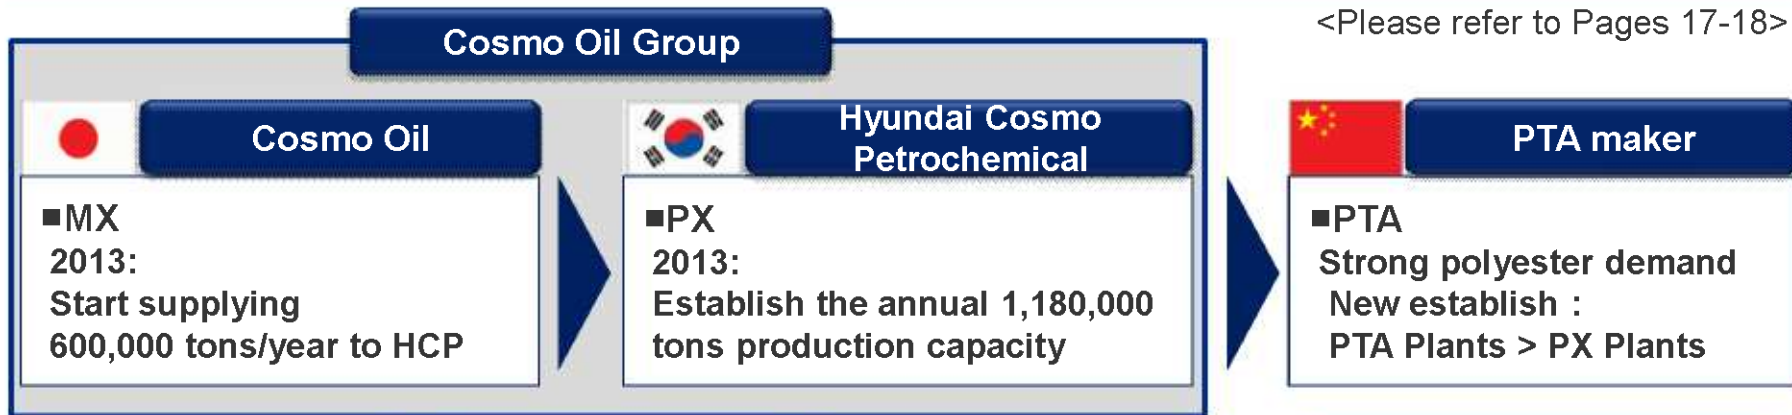 <Please refer to Pages 17-18>
Cosmo Oil Group
Cosmo Oil
■MX
2013:
Start supplying
600,000 tons/year to HCP
Hyundai Cosmo
Petrochemical
■PX
2013:
Establish the annual 1,180,000
tons production capacity
PTA maker
■PTA
Strong polyester demand
New establish :
PTA Plants > PX Plants